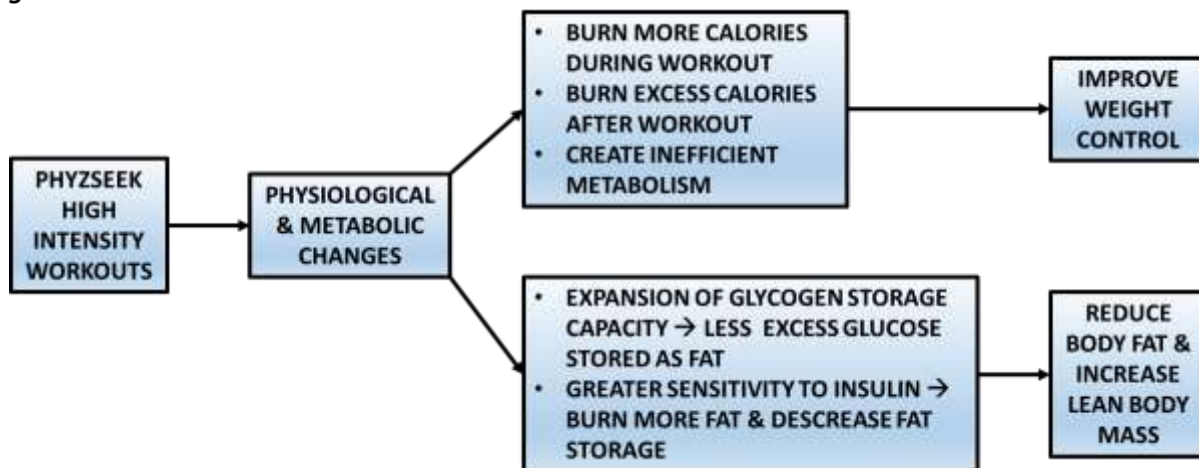 PHYZSEEK
HIGH
INTENSITY
WORKOUTS
PHYSIOLOGICAL
& METABOLIC
CHANGES
• BURN MORE CALORIES
DURING WORKOUT
• BURN EXCESS CALORIES
AFTER WORKOUT
• CREATE INEFFICIENT
METABOLISM
IMPROVE
WEIGHT
CONTROL
• EXPANSION OF GLYCOGEN STORAGE
CAPACITY → LESS EXCESS GLUCOSE
STORED AS FAT
• GREATER SENSITIVITY TO INSULIN →
BURN MORE FAT & DESCREASE FAT
STORAGE
REDUCE
BODY FAT &
INCREASE
LEAN BODY
MASS